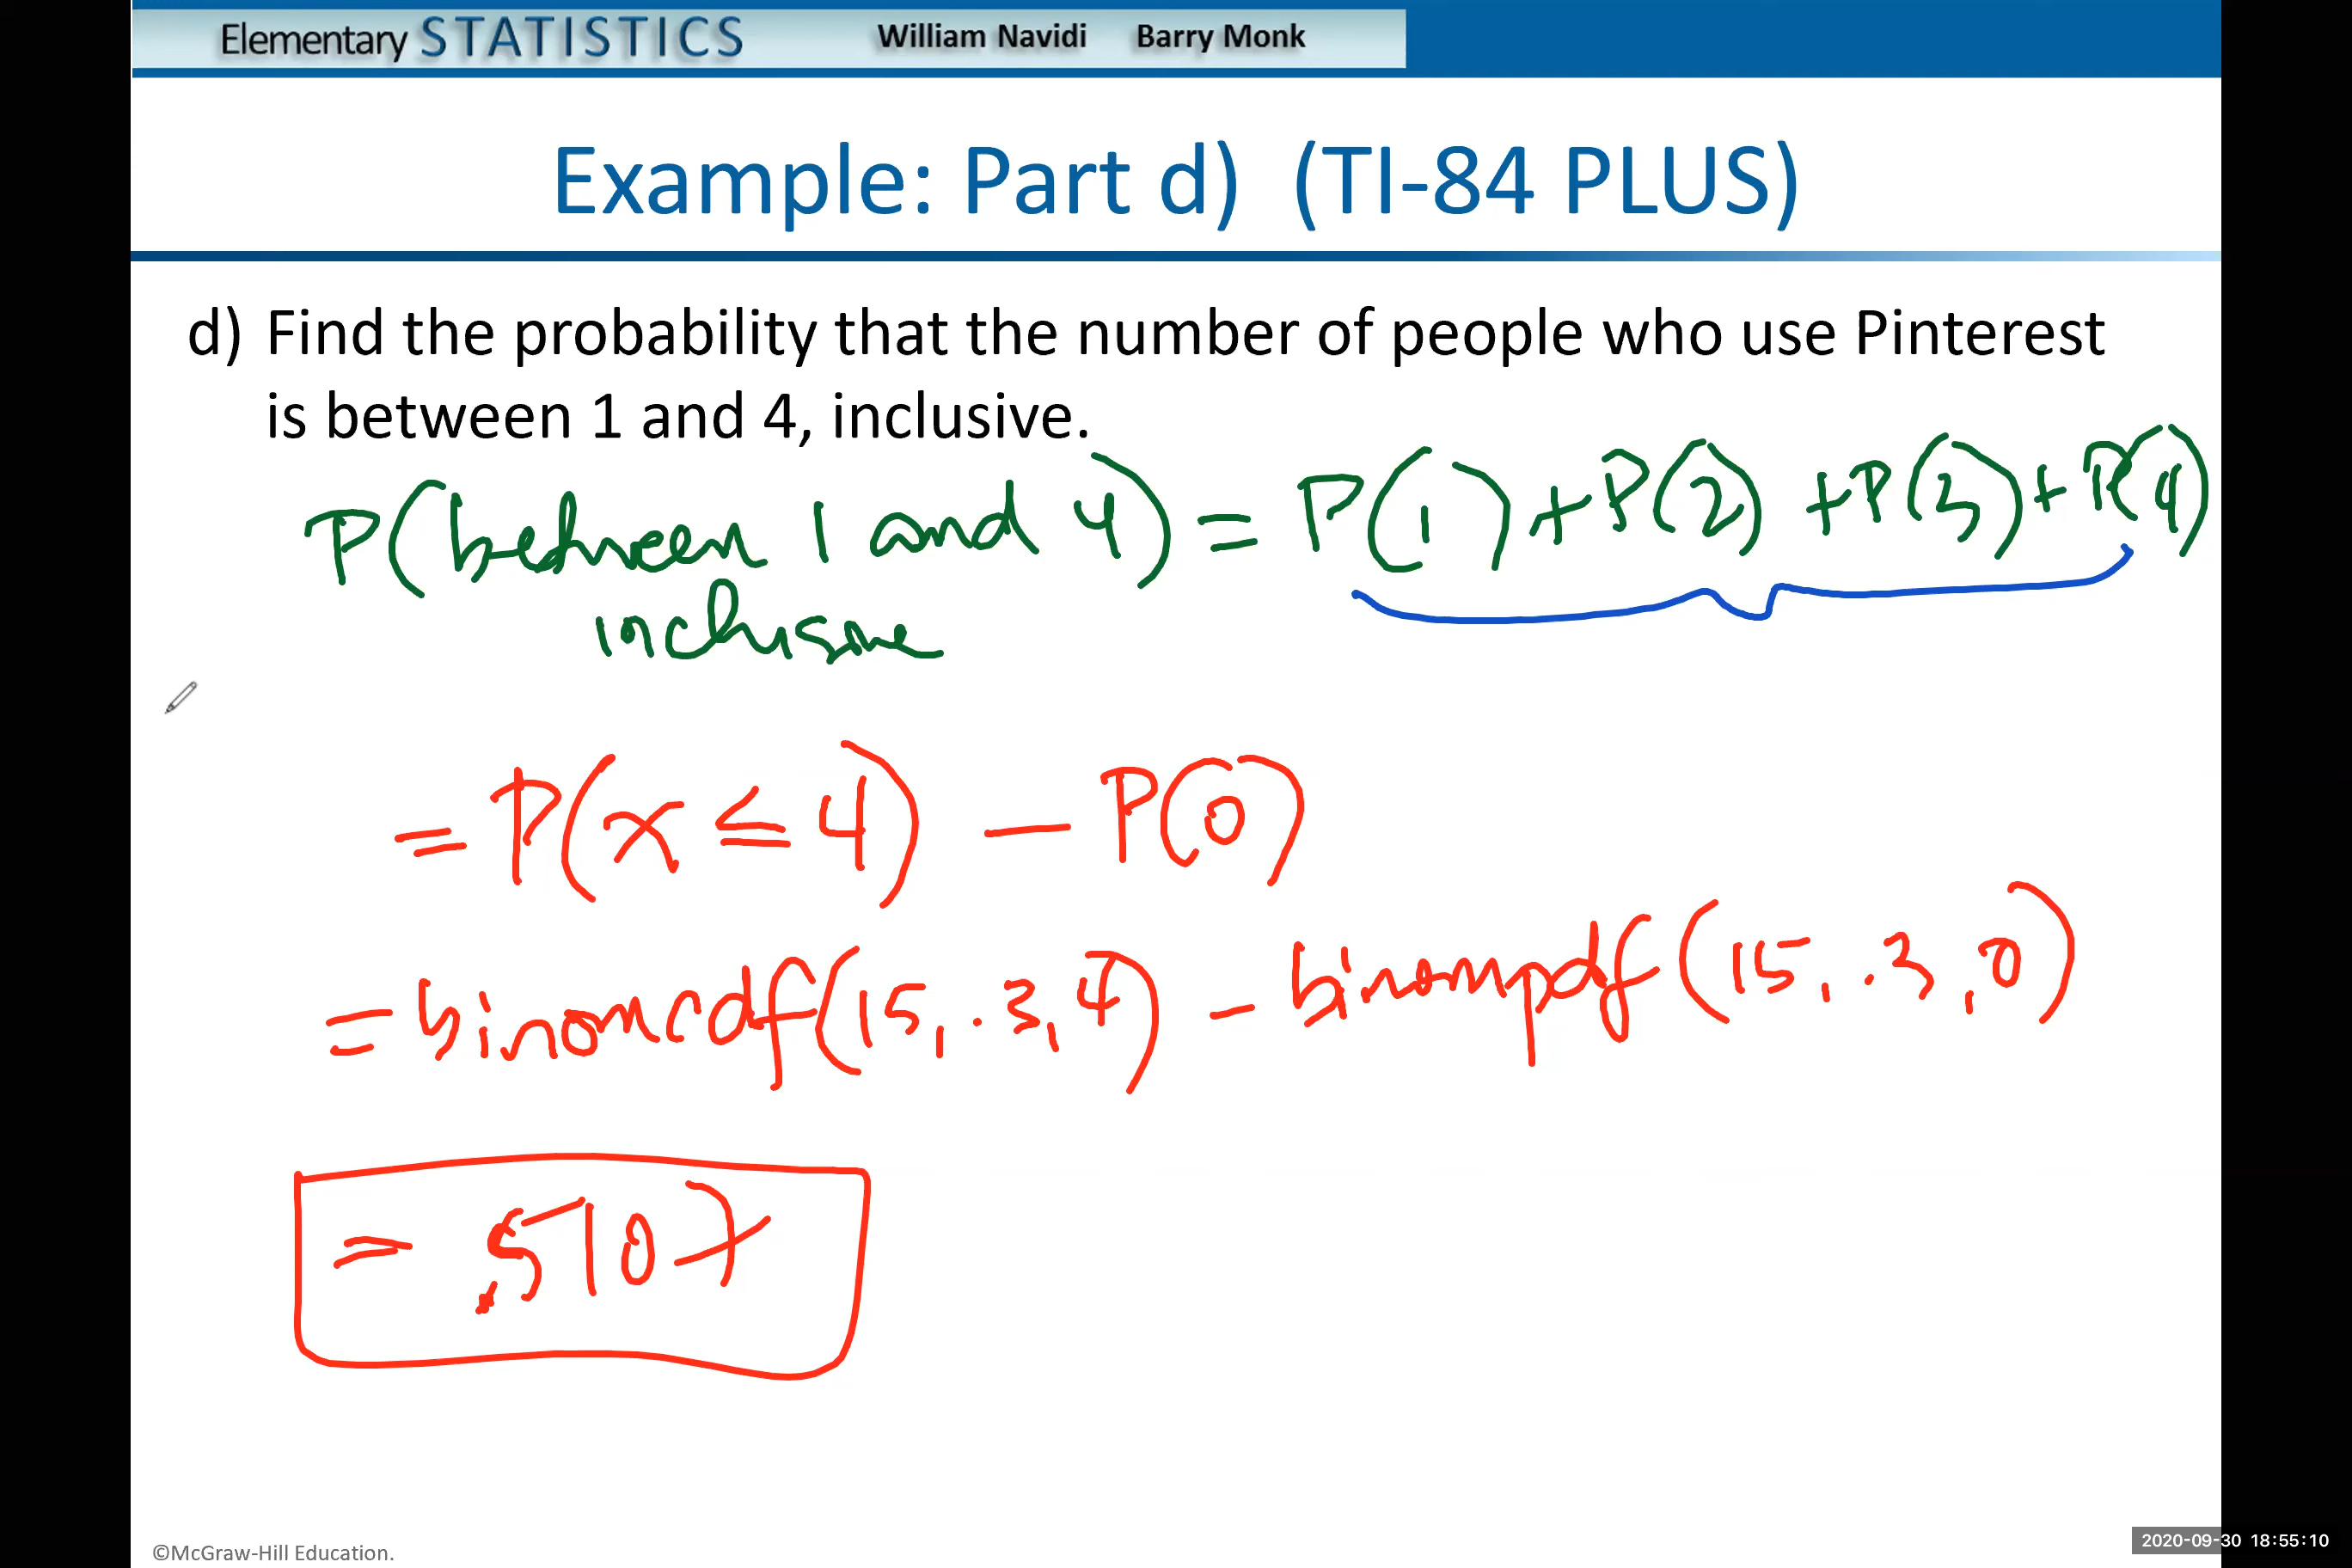 Elementary STATISTICS William Navidi Barry Monk
Example: Part d) (TI-84 PLUS)
d) Find the probability that the number of people who use Pinterest
is between 1 and 4, inclusive.
P(between 1 and 4) = P(1) + P(2) + P(3) + P(4)
inclusive
= P(x ≤ 4) - P(0)
= binomcdf(15, .3, 4) - binompdf(15, .3, 0)
= .5107
©McGraw-Hill Education.
2020-09-30 18:55:10